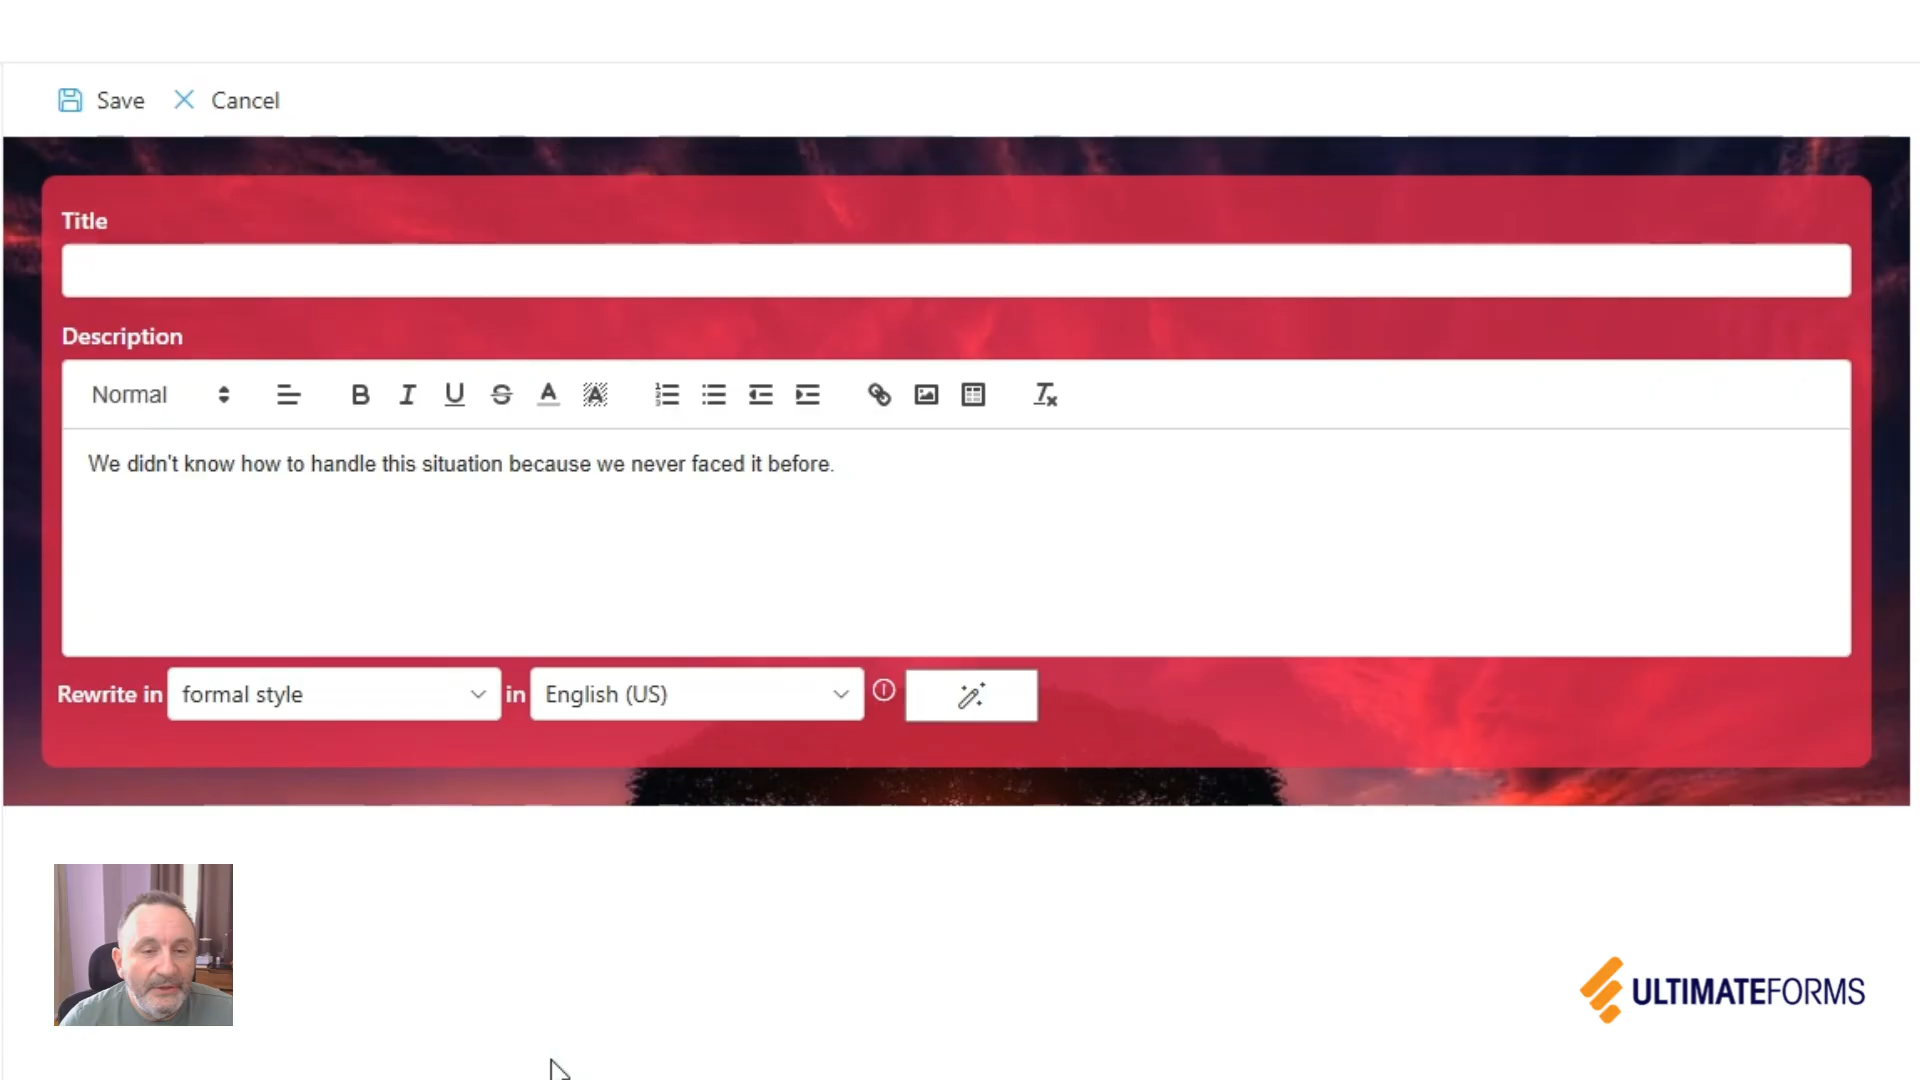 Save Cancel
Title
Description
Normal
We didn't know how to handle this situation because we never faced it before.
Rewrite in formal style in English (US)
ULTIMATEFORMS